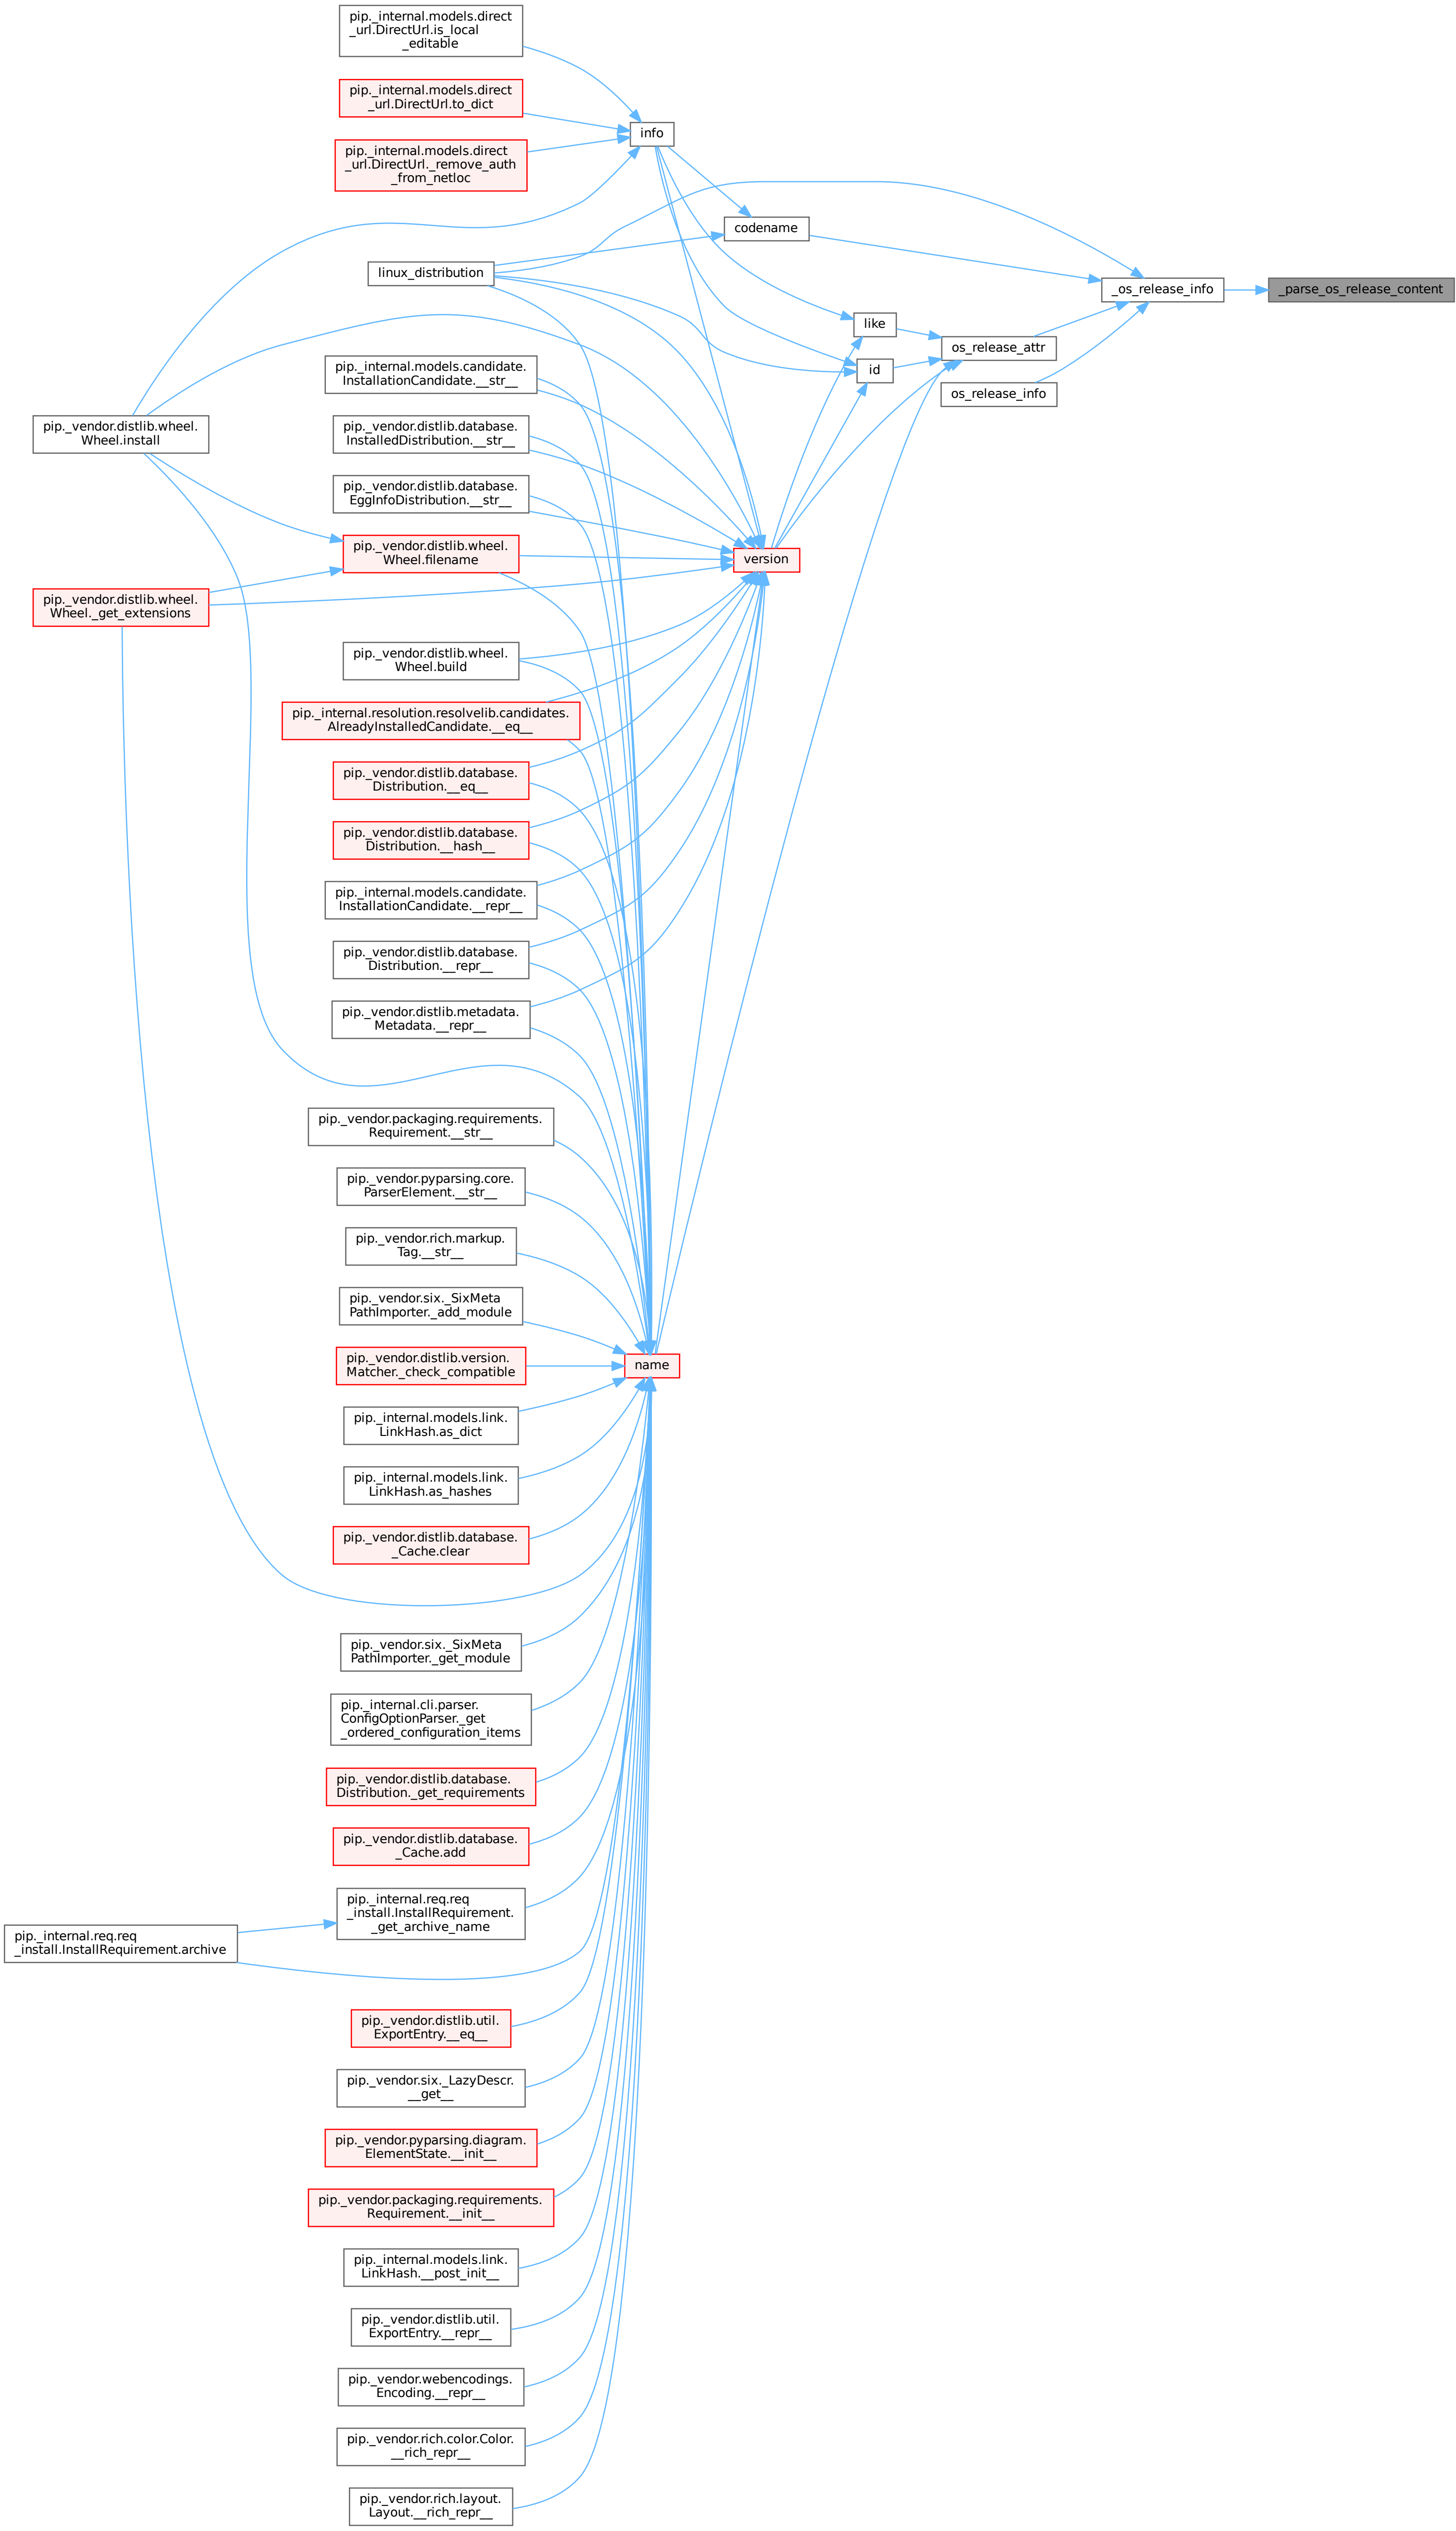 pip._internal.models.direct
_url.DirectUrl.is_local
_editable
pip._internal.models.direct
_url.DirectUrl.to_dict
info
pip._internal.models.direct
_url.DirectUrl._remove_auth
_from_netloc
codename
linux_distribution
_os_release_info
_parse_os_release_content
like
os_release_attr
id
os_release_info
pip._internal.models.candidate.
InstallationCandidate.__str__
pip._vendor.distlib.wheel.
Wheel.install
pip._vendor.distlib.database.
InstalledDistribution.__str__
pip._vendor.distlib.database.
EggInfoDistribution.__str__
pip._vendor.distlib.wheel.
Wheel.filename
version
pip._vendor.distlib.wheel.
Wheel._get_extensions
pip._vendor.distlib.wheel.
Wheel.build
pip._internal.resolution.resolvelib.candidates.
AlreadyInstalledCandidate.__eq__
pip._vendor.distlib.database.
Distribution.__eq__
pip._vendor.distlib.database.
Distribution.__hash__
pip._internal.models.candidate.
InstallationCandidate.__repr__
pip._vendor.distlib.database.
Distribution.__repr__
pip._vendor.distlib.metadata.
Metadata.__repr__
pip._vendor.packaging.requirements.
Requirement.__str__
pip._vendor.pyparsing.core.
ParserElement.__str__
pip._vendor.rich.markup.
Tag.__str__
pip._vendor.six._SixMeta
PathImporter._add_module
pip._vendor.distlib.version.
Matcher._check_compatible
name
pip._internal.models.link.
LinkHash.as_dict
pip._internal.models.link.
LinkHash.as_hashes
pip._vendor.distlib.database.
_Cache.clear
pip._vendor.six._SixMeta
PathImporter._get_module
pip._internal.cli.parser.
ConfigOptionParser._get
_ordered_configuration_items
pip._vendor.distlib.database.
Distribution._get_requirements
pip._vendor.distlib.database.
_Cache.add
pip._internal.req.req
_install.InstallRequirement.
_get_archive_name
pip._internal.req.req
_install.InstallRequirement.archive
pip._vendor.distlib.util.
ExportEntry.__eq__
pip._vendor.six._LazyDescr.
__get__
pip._vendor.pyparsing.diagram.
ElementState.__init__
pip._vendor.packaging.requirements.
Requirement.__init__
pip._internal.models.link.
LinkHash.__post_init__
pip._vendor.distlib.util.
ExportEntry.__repr__
pip._vendor.webencodings.
Encoding.__repr__
pip._vendor.rich.color.Color.
__rich_repr__
pip._vendor.rich.layout.
Layout.__rich_repr__